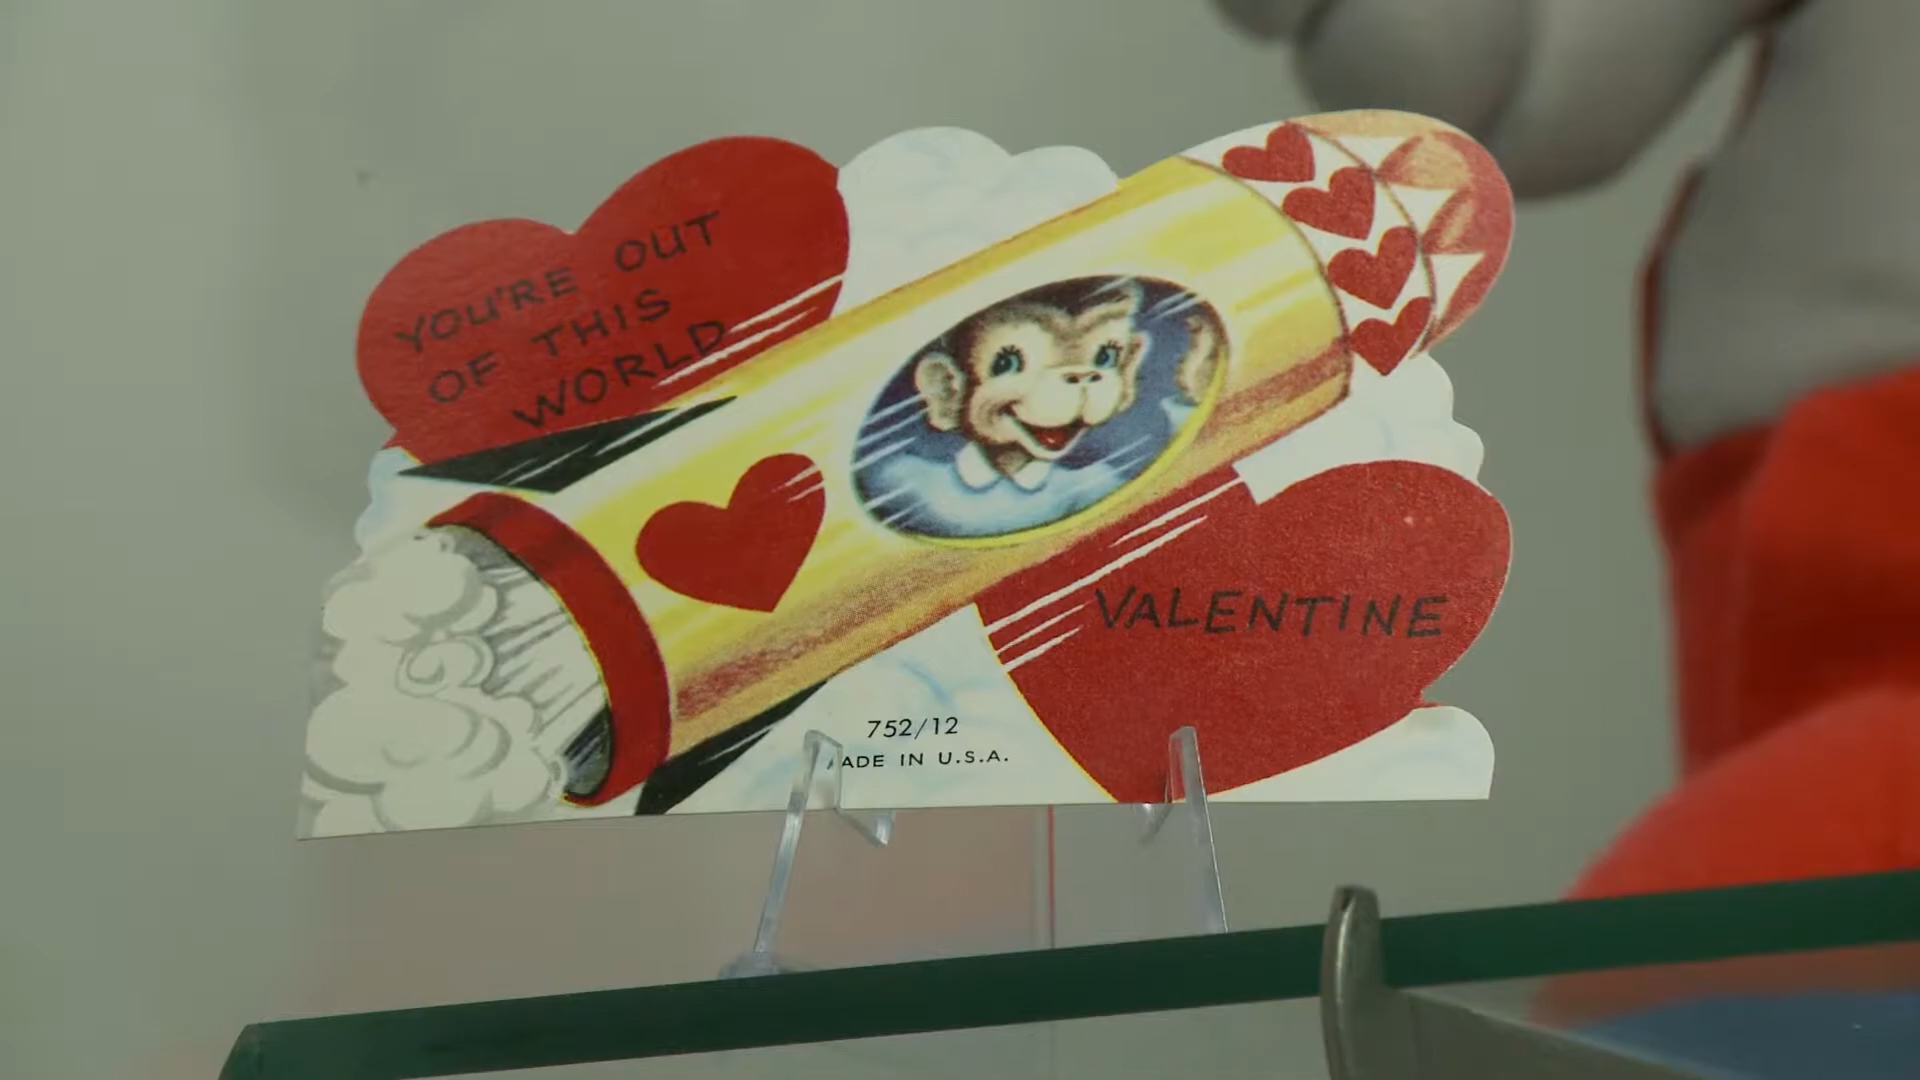 YOU'RE OUT
OF THIS
WORLD
VALENTINE
752/12
ADE IN U.S.A.